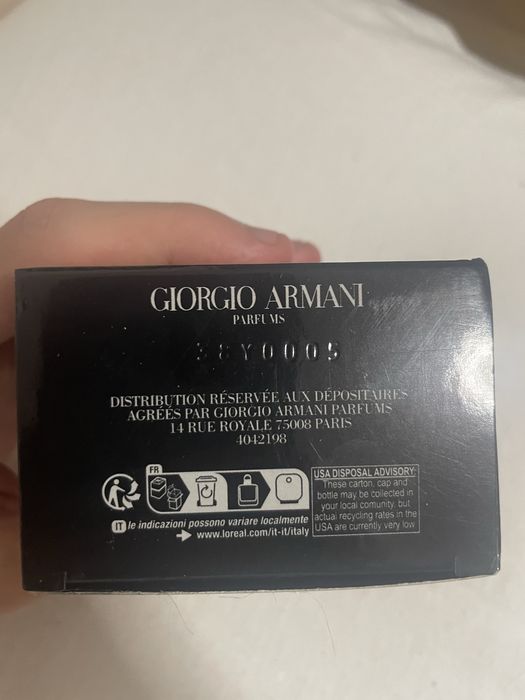 GIORGIO ARMANI
PARFUMS
38Y0005
DISTRIBUTION RÉSERVÉE AUX DÉPOSITAIRES
AGRÉÉS PAR GIORGIO ARMANI PARFUMS
14 RUE ROYALE 75008 PARIS
4042198
FR
IT le indicazioni possono variare localmente
www.loreal.com/it-it/italy
USA DISPOSAL ADVISORY:
These carton, cap and
bottle may be collected in
your local comunity, but
actual recycling rates in the
USA are currently very low